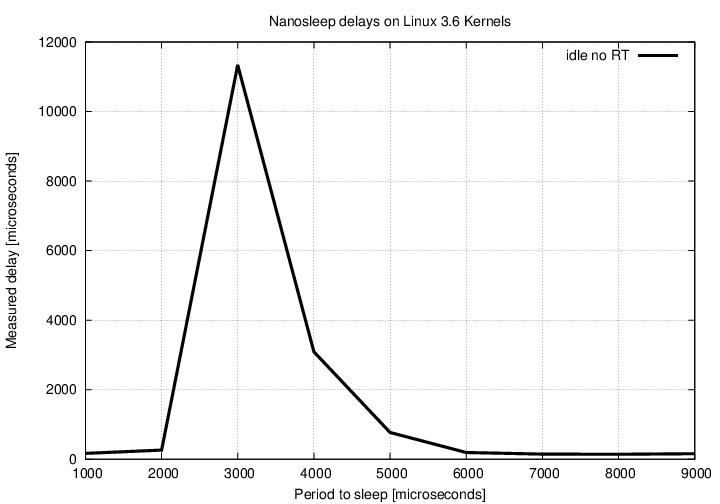 Nanosleep delays on Linux 3.6 Kernels
idle no RT
12000
10000
8000
6000
4000
2000
0
Measured delay [microseconds]
1000 2000 3000 4000 5000 6000 7000 8000 9000
Period to sleep [microseconds]